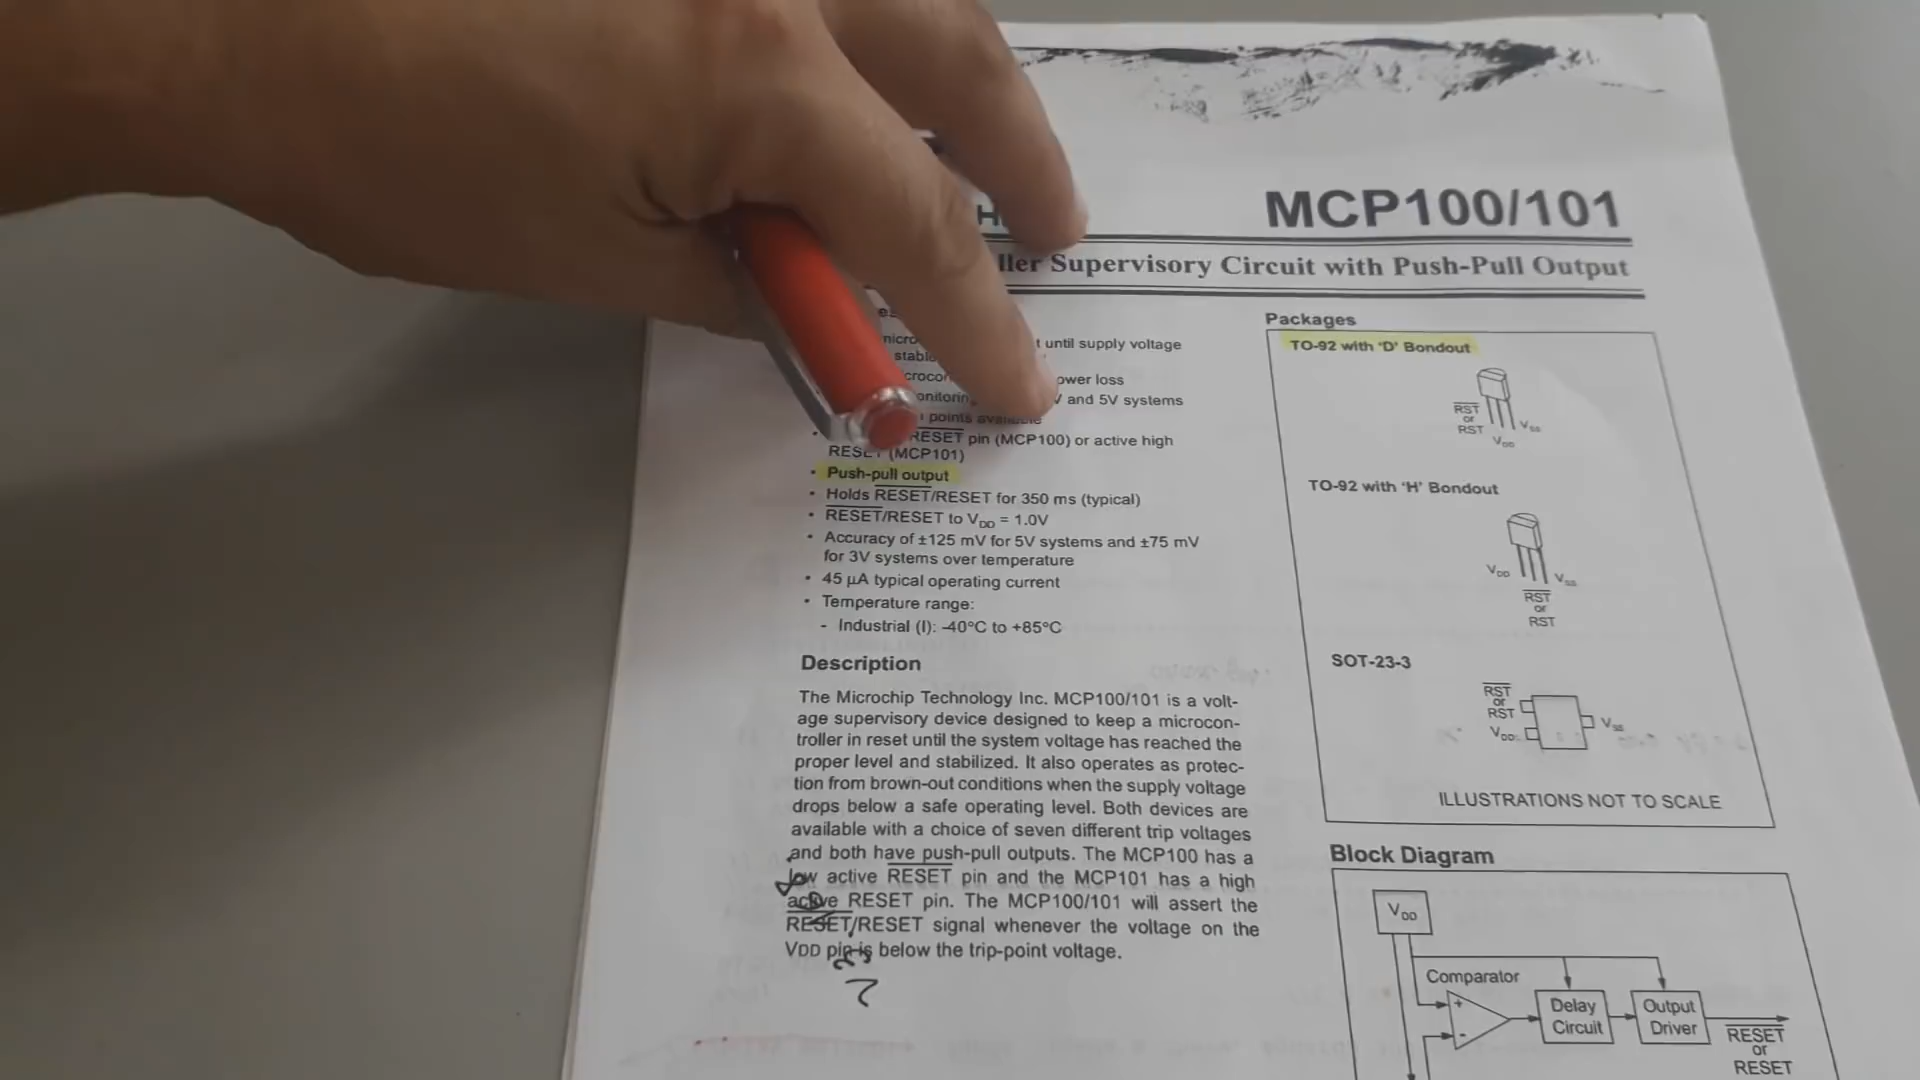 MCP100/101
Supervisory Circuit with Push-Pull Output
until supply voltage
V and 5V systems
points available
RESET pin (MCP100) or active high
RESET (MCP101)
• Push-pull output
• Holds RESET/RESET for 350 ms (typical)
• RESET/RESET to VDD = 1.0V
• Accuracy of ±125 mV for 5V systems and ±75 mV
for 3V systems over temperature
• 45 µA typical operating current
• Temperature range:
- Industrial (I): -40°C to +85°C
Description
The Microchip Technology Inc. MCP100/101 is a volt-
age supervisory device designed to keep a microcon-
troller in reset until the system voltage has reached the
proper level and stabilized. It also operates as protec-
tion from brown-out conditions when the supply voltage
drops below a safe operating level. Both devices are
available with a choice of seven different trip voltages
and both have push-pull outputs. The MCP100 has a
low active RESET pin and the MCP101 has a high
active RESET pin. The MCP100/101 will assert the
RESET/RESET signal whenever the voltage on the
VDD pin is below the trip-point voltage.
Packages
TO-92 with 'D' Bondout
RST
or
RST
VDD
VSS
TO-92 with 'H' Bondout
VDD
VSS
RST
or
RST
SOT-23-3
RST
or
RST
VDD
VSS
ILLUSTRATIONS NOT TO SCALE
Block Diagram
VDD
Comparator
+
-
Delay
Circuit
Output
Driver
RESET
or
RESET